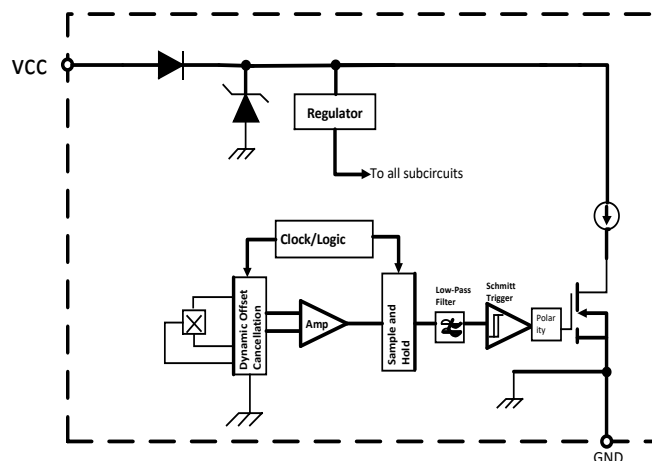 VCC
Regulator
To all subcircuits
Clock/Logic
Dynamic Offset
Cancellation
Amp
Sample and
Hold
Low-Pass
Filter
Schmitt
Trigger
Polar
ity
GND